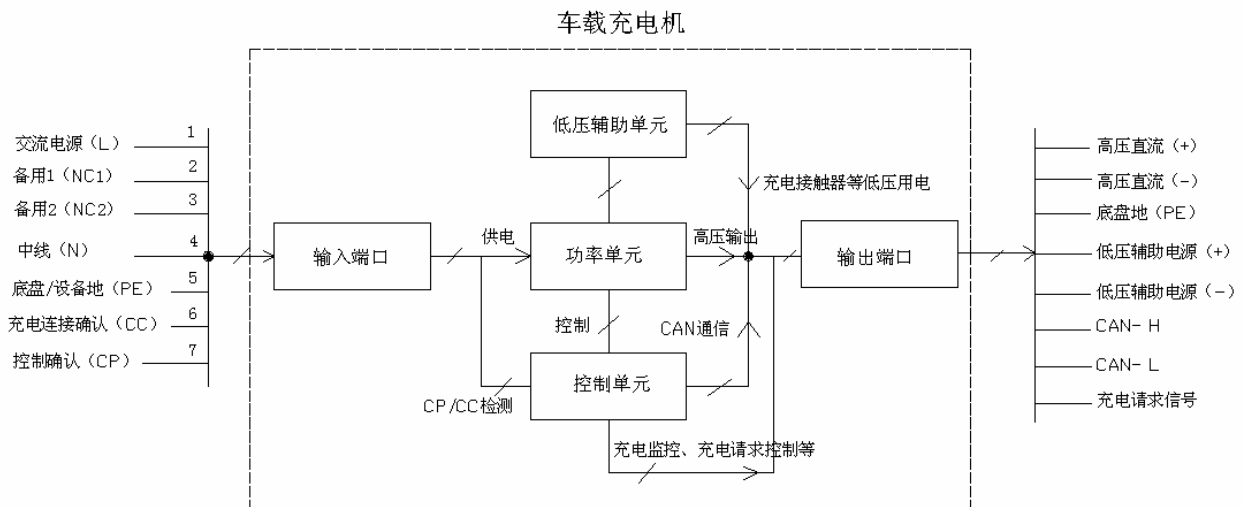 车载充电机
交流电源（L）
1
备用1（NC1）
2
备用2（NC2）
3
中线（N）
4
底盘/设备地（PE）
5
充电连接确认（CC）
6
控制确认（CP）
7
输入端口
低压辅助单元
供电
功率单元
控制
控制单元
CP/CC检测
充电接触器等低压用电
高压输出
CAN通信
充电监控、充电请求控制等
输出端口
高压直流（+）
高压直流（-）
底盘地（PE）
低压辅助电源（+）
低压辅助电源（-）
CAN- H
CAN- L
充电请求信号